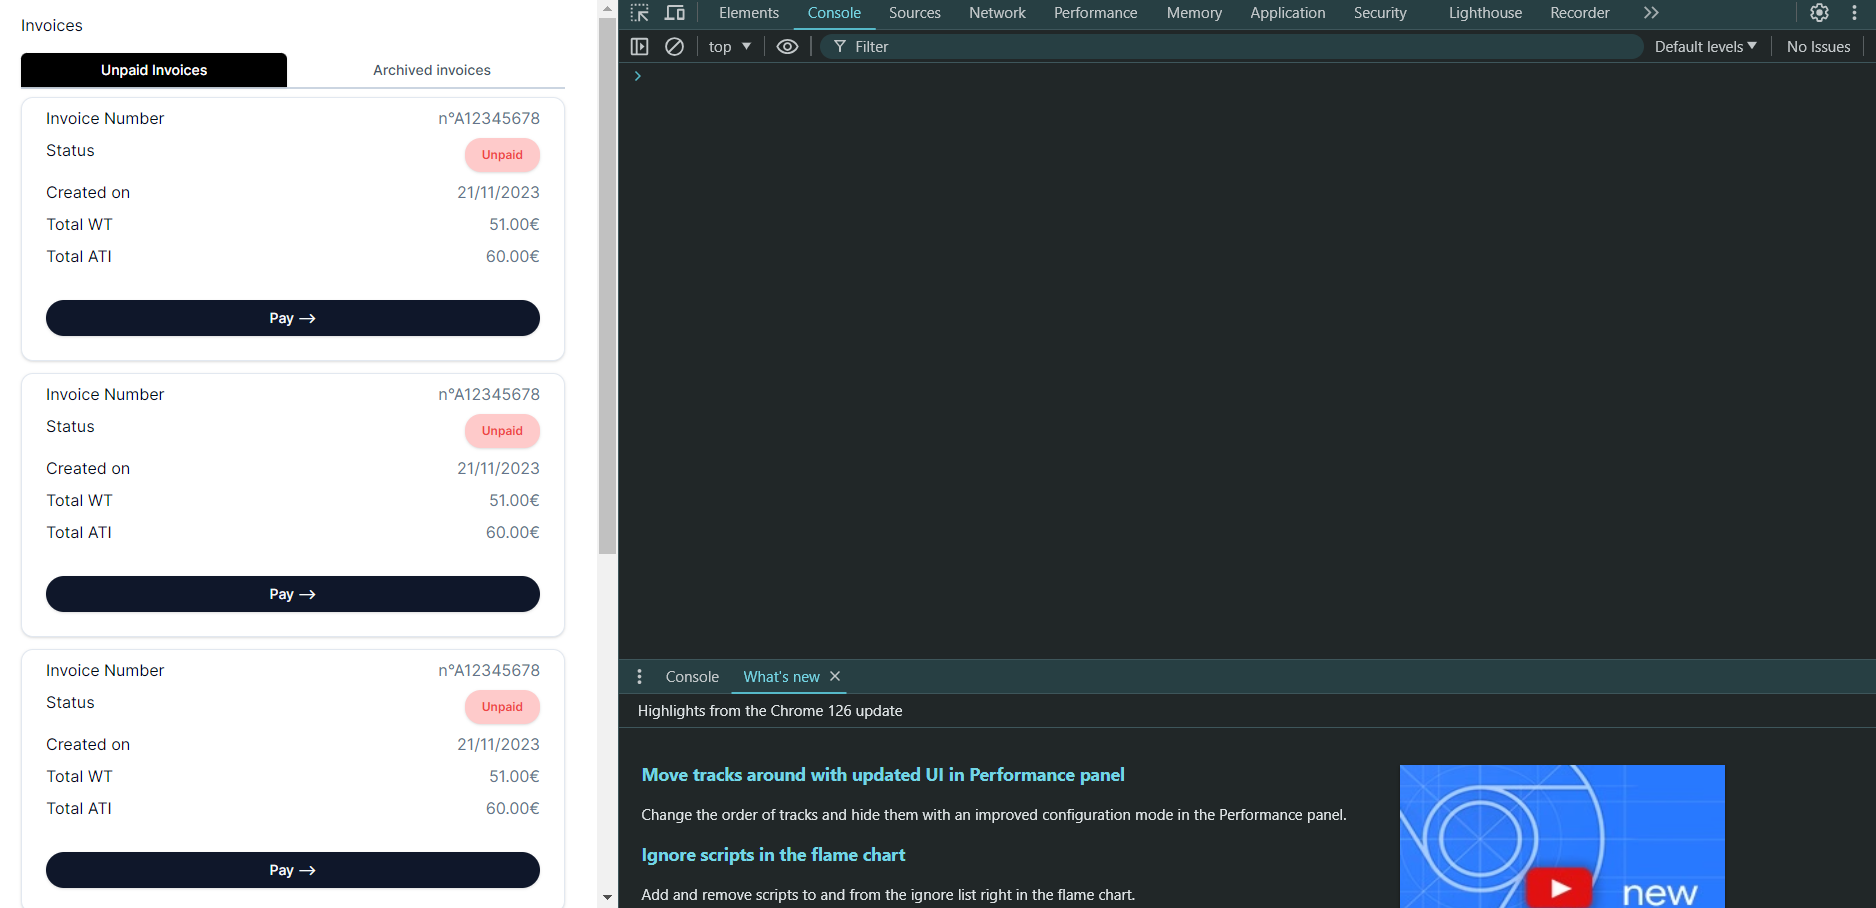 Invoices
Unpaid Invoices Archived invoices
Invoice Number n°A12345678
Status Unpaid
Created on 21/11/2023
Total WT 51.00€
Total ATI 60.00€
Pay →
Invoice Number n°A12345678
Status Unpaid
Created on 21/11/2023
Total WT 51.00€
Total ATI 60.00€
Pay →
Invoice Number n°A12345678
Status Unpaid
Created on 21/11/2023
Total WT 51.00€
Total ATI 60.00€
Pay →
Elements Console Sources Network Performance Memory Application Security Lighthouse Recorder
top Filter Default levels No Issues
Console What's new
Highlights from the Chrome 126 update
Move tracks around with updated UI in Performance panel
Change the order of tracks and hide them with an improved configuration mode in the Performance panel.
Ignore scripts in the flame chart
Add and remove scripts to and from the ignore list right in the flame chart.
new